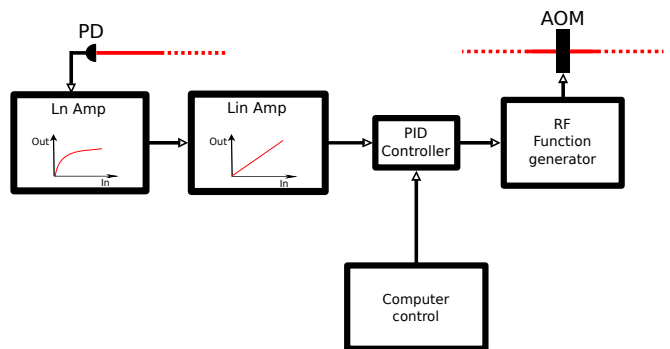 PD
AOM
Ln Amp
Out
In
Lin Amp
Out
In
PID
Controller
RF
Function
generator
Computer
control